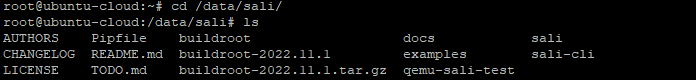 root@ubuntu-cloud:~# cd /data/sali/
root@ubuntu-cloud:/data/sali# ls
AUTHORS Pipfile buildroot docs sali
CHANGELOG README.md buildroot-2022.11.1 examples sali-cli
LICENSE TODO.md buildroot-2022.11.1.tar.gz qemu-sali-test